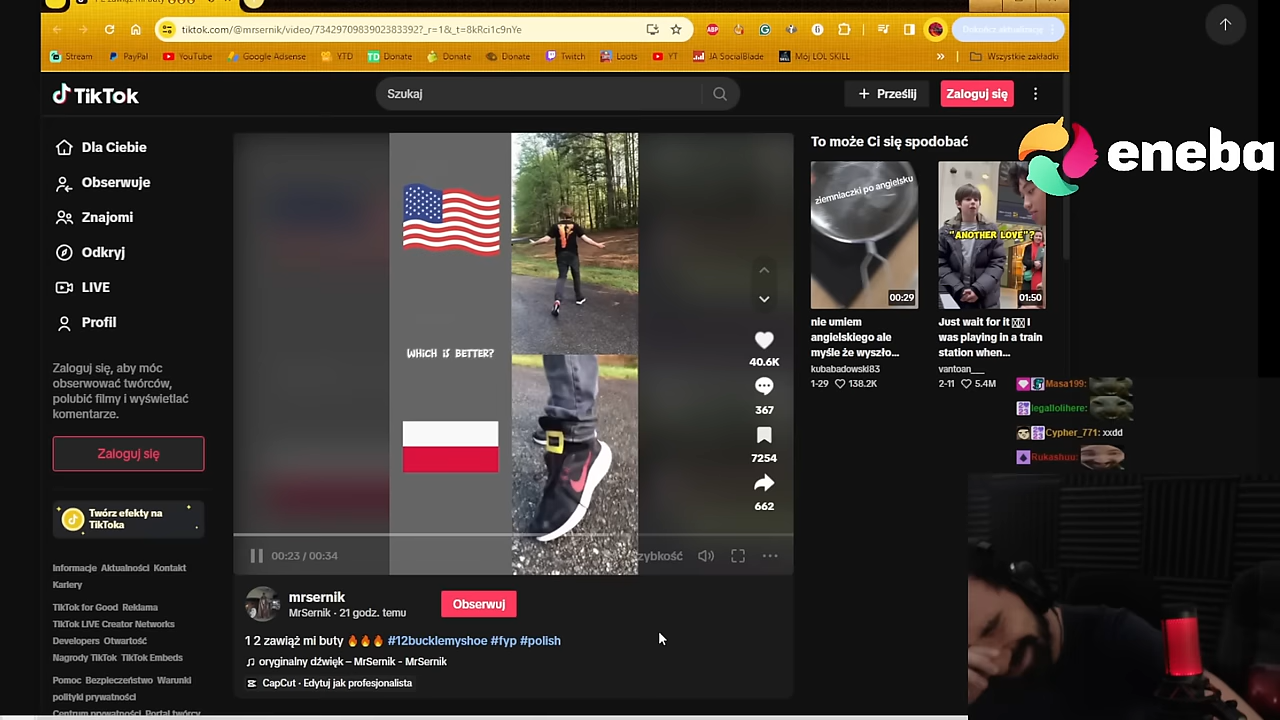 tiktok.com/@mrsernik/video/7342970983902383392?_r=1&_t=8kRci1c9nYe
Stream PayPal YouTube Google Adsense YTD Donate Donate Donate Twitch Loots YT JA SocialBlade Mój LOL SKILL » Wszystkie zakładki
TikTok
Szukaj
Prześlij
Zaloguj się
Dla Ciebie
Obserwuje
Znajomi
Odkryj
LIVE
Profil
Zaloguj się, aby móc
obserwować twórców,
polubić filmy i wyświetlać
komentarze.
Zaloguj się
Twórz efekty na
TikToka
Informacje Aktualności Kontakt
Kariery
TikTok for Good Reklama
TikTok LIVE Creator Networks
Developers Otwartość
Nagrody TikTok TikTok Embeds
Pomoc Bezpieczeństwo Warunki
polityki prywatności
Centrum prywatności Portal twórcy
WHICH IS BETTER?
40.6K
367
7254
662
00:23 / 00:34
mrsernik
MrSernik · 21 godz. temu
Obserwuj
1 2 zawiąż mi buty 🔥🔥🔥 #12bucklemyshoe #fyp #polish
♫ oryginalny dźwięk – MrSernik - MrSernik
CapCut · Edytuj jak profesjonalista
To może Ci się spodobać
ziemniaczki po angielsku
00:29
nie umiem
angielskiego ale
myśle że wyszło...
kubabadowski83
1-29 138.2K
"ANOTHER LOVE"?
01:50
Just wait for it I
was playing in a train
station when...
vantoan___
2-11 5.4M
eneba
Masa199:
legallolihere:
Cypher_771: xxdd
Rukashuu: